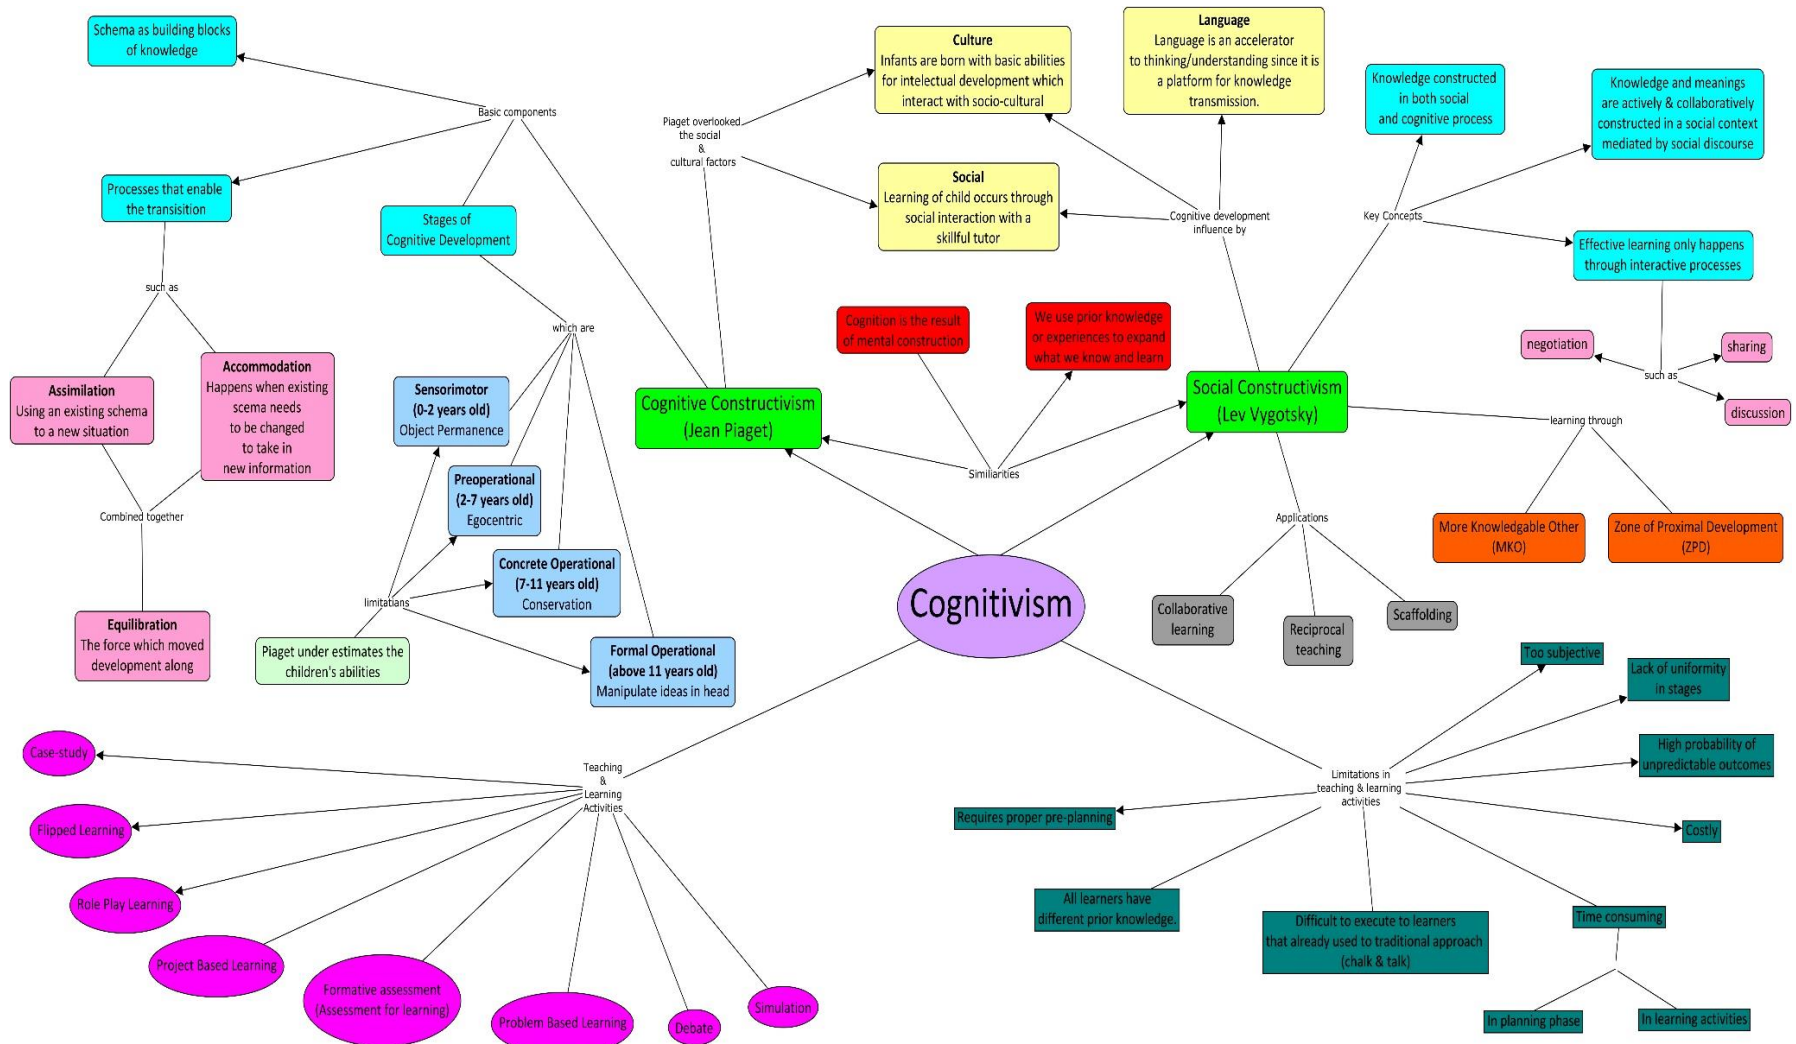 Schema as building blocks
of knowledge
Basic components
Processes that enable
the transisition
such as
Assimilation
Using an existing schema
to a new situation
Accommodation
Happens when existing
scema needs
to be changed
to take in
new information
Combined together
Equilibration
The force which moved
development along
Stages of
Cognitive Development
which are
Sensorimotor
(0-2 years old)
Object Permanence
Preoperational
(2-7 years old)
Egocentric
Concrete Operational
(7-11 years old)
Conservation
Formal Operational
(above 11 years old)
Manipulate ideas in head
limitatians
Piaget under estimates the
children's abilities
Piaget overlooked
the social
&
cultural factors
Culture
Infants are born with basic abilities
for intelectual development which
interact with socio-cultural
Social
Learning of child occurs through
social interaction with a
skillful tutor
Language
Language is an accelerator
to thinking/understanding since it is
a platform for knowledge
transmission.
Cognitive development
influence by
Key Concepts
Knowledge constructed
in both social
and cognitive process
Knowledge and meanings
are actively & collaboratively
constructed in a social context
mediated by social discourse
Effective learning only happens
through interactive processes
such as
negotiation
sharing
discussion
Cognition is the result
of mental construction
We use prior knowledge
or experiences to expand
what we know and learn
Cognitive Constructivism
(Jean Piaget)
Similiarities
Social Constructivism
(Lev Vygotsky)
learning through
More Knowledgable Other
(MKO)
Zone of Proximal Development
(ZPD)
Applications
Collaborative
learning
Reciprocal
teaching
Scaffolding
Cognitivism
Teaching
&
Learning
Activities
Case-study
Flipped Learning
Role Play Learning
Project Based Learning
Formative assessment
(Assessment for learning)
Problem Based Learning
Debate
Simulation
Limitations in
teaching & learning
activities
Too subjective
Lack of uniformity
in stages
High probability of
unpredictable outcomes
Costly
Requires proper pre-planning
All learners have
different prior knowledge.
Difficult to execute to learners
that already used to traditional approach
(chalk & talk)
Time consuming
In planning phase
In learning activities